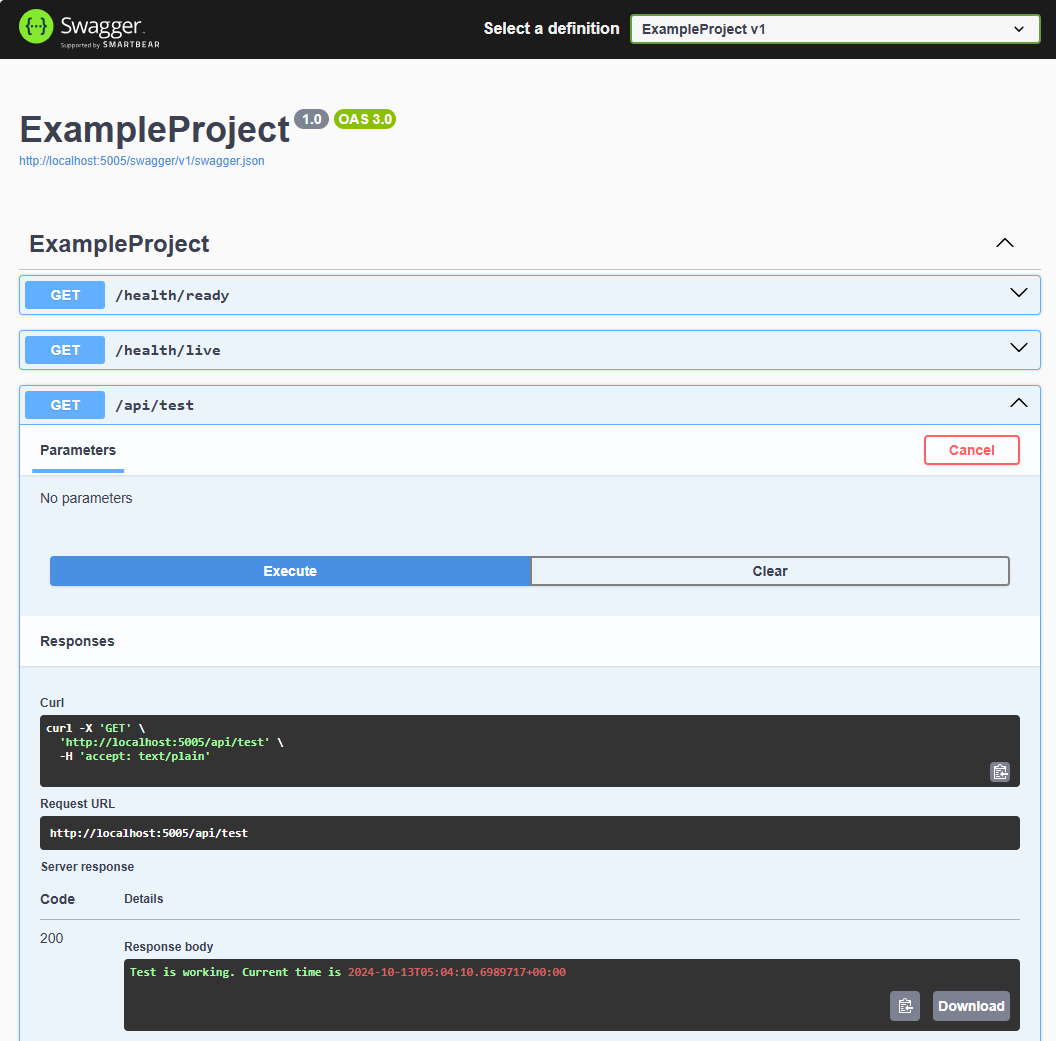 {···} Swagger
Supported by SMARTBEAR
Select a definition
ExampleProject v1
ExampleProject 1.0 OAS 3.0
http://localhost:5005/swagger/v1/swagger.json
ExampleProject
GET /health/ready
GET /health/live
GET /api/test
Parameters
Cancel
No parameters
Execute
Clear
Responses
Curl
curl -X 'GET' \
'http://localhost:5005/api/test' \
-H 'accept: text/plain'
Request URL
http://localhost:5005/api/test
Server response
Code Details
200
Response body
Test is working. Current time is 2024-10-13T05:04:10.6989717+00:00
Download